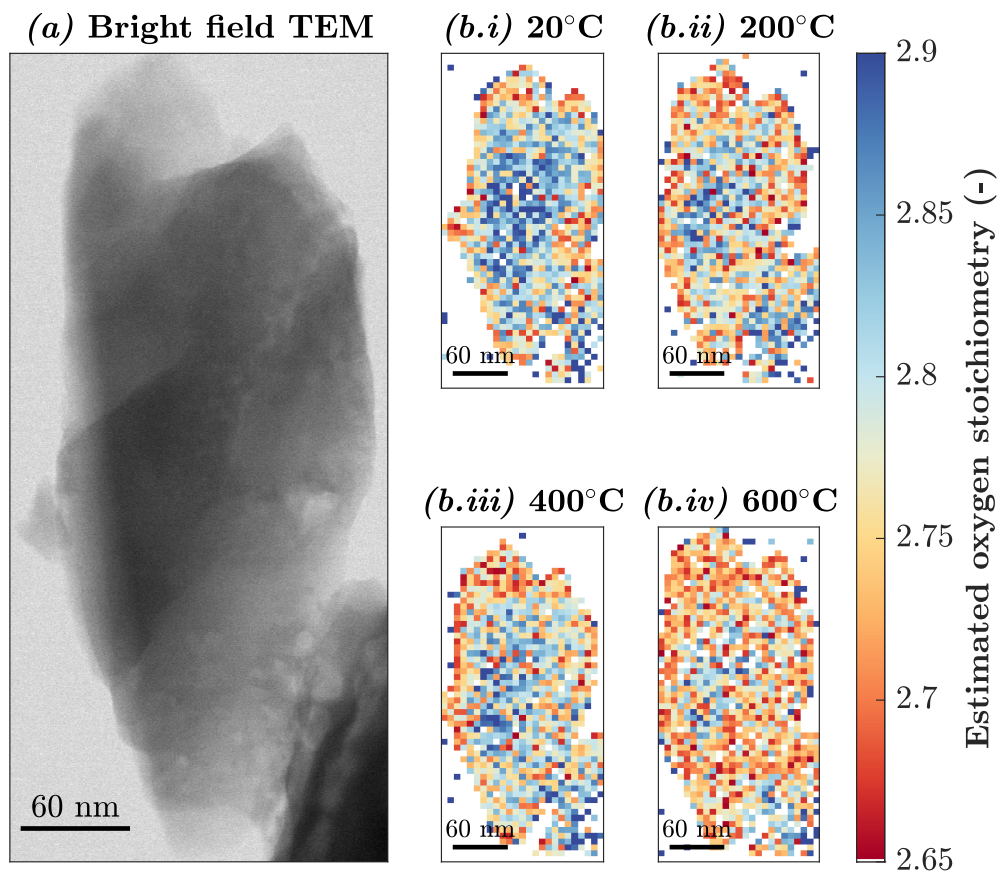 (a) Bright field TEM
60 nm
(b.i) 20°C
60 nm
(b.ii) 200°C
60 nm
(b.iii) 400°C
60 nm
(b.iv) 600°C
60 nm
2.9
2.85
2.8
2.75
2.7
2.65
Estimated oxygen stoichiometry (-)